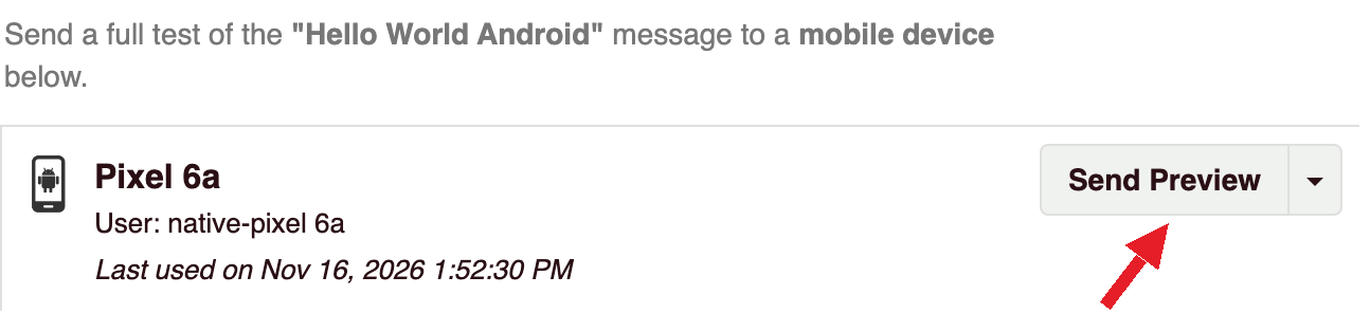 Send a full test of the "Hello World Android" message to a mobile device
below.
Pixel 6a
Send Preview
User: native-pixel 6a
Last used on Nov 16, 2026 1:52:30 PM